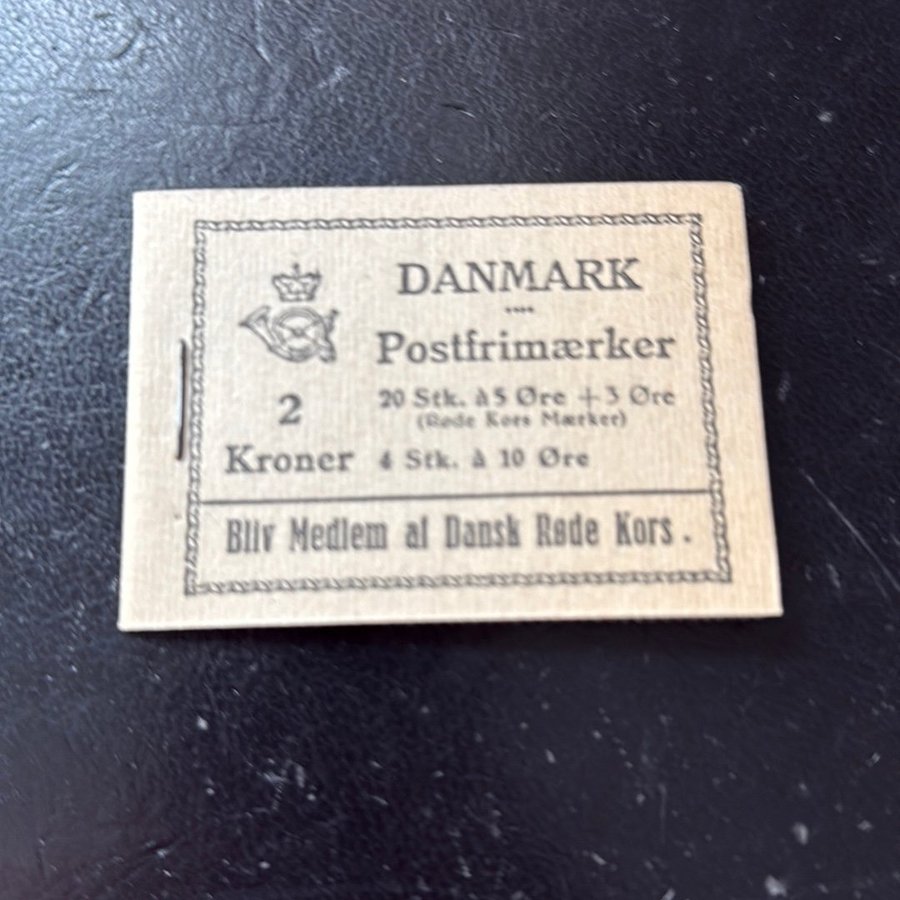 DANMARK
Postfrimærker
2
Kroner
20 Stk. à 5 Øre + 3 Øre
(Røde Kors Mærker)
4 Stk. à 10 Øre
Bliv Medlem af Dansk Røde Kors.